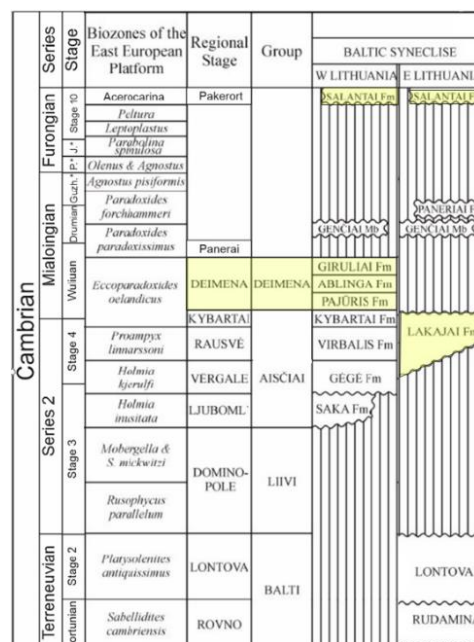 Series
Stage
Biozones of the
East European
Platform
Regional
Stage
Group
BALTIC SYNECLISE
W LITHUANIA
E LITHUANI
Cambrian
Furongian
Stage 10
Acerocarina
Pakerort
SALANTAI Fm
SALANTAI Fm
Peltura
Leptoplastus
J.*
Parabolina
spinulosa
P.*
Olenus & Agnostus
Mialoingian
Guzh.*
Agnostus pisiformis
Paradoxides
forchhammeri
PANERIAI F
Drumian
Paradoxides
paradoxissimus
GENČIAI Mb
GENČIAI Mb
Panerai
Wuliuan
Eccoparadoxides
oelandicus
DEIMENA
DEIMENA
GIRULIAI Fm
ABLINGA Fm
PAJŪRIS Fm
KYBARTAI
KYBARTAI Fm
LAKAJAI Fm
Series 2
Stage 4
Proampyx
linnarssoni
RAUSVĖ
AISČIAI
VIRBALIS Fm
Holmia
kjerulfi
VERGALE
GĖGĖ Fm
Stage 3
Holmia
inusitata
LJUBOML'
SAKA Fm
Mobergella &
S. mickwitzi
DOMINO-
POLE
LIIVI
Rusophycus
parallelum
Terreneuvian
Stage 2
Platysolenites
antiquissimus
LONTOVA
BALTI
LONTOVA
ortunian
Sabellidites
cambriensis
ROVNO
RUDAMINA